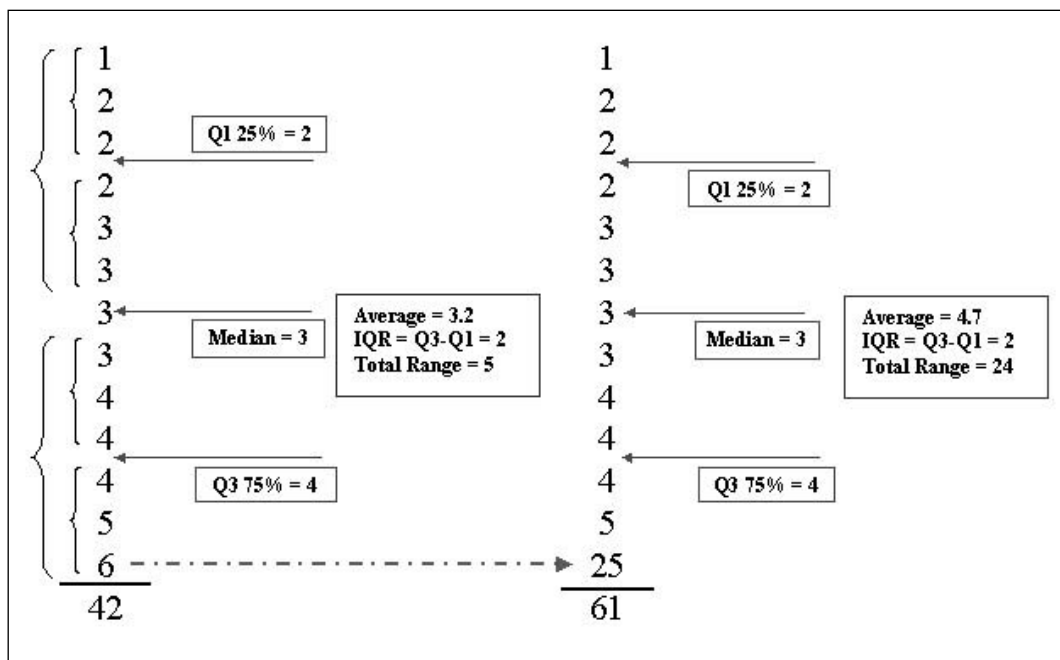 1
2
2
Q1 25% = 2
2
3
3
3
Median = 3
Average = 3.2
IQR = Q3-Q1 = 2
Total Range = 5
3
4
4
Q3 75% = 4
4
5
6
42
1
2
2
2
Q1 25% = 2
3
3
3
Median = 3
Average = 4.7
IQR = Q3-Q1 = 2
Total Range = 24
3
4
4
4
Q3 75% = 4
5
25
61